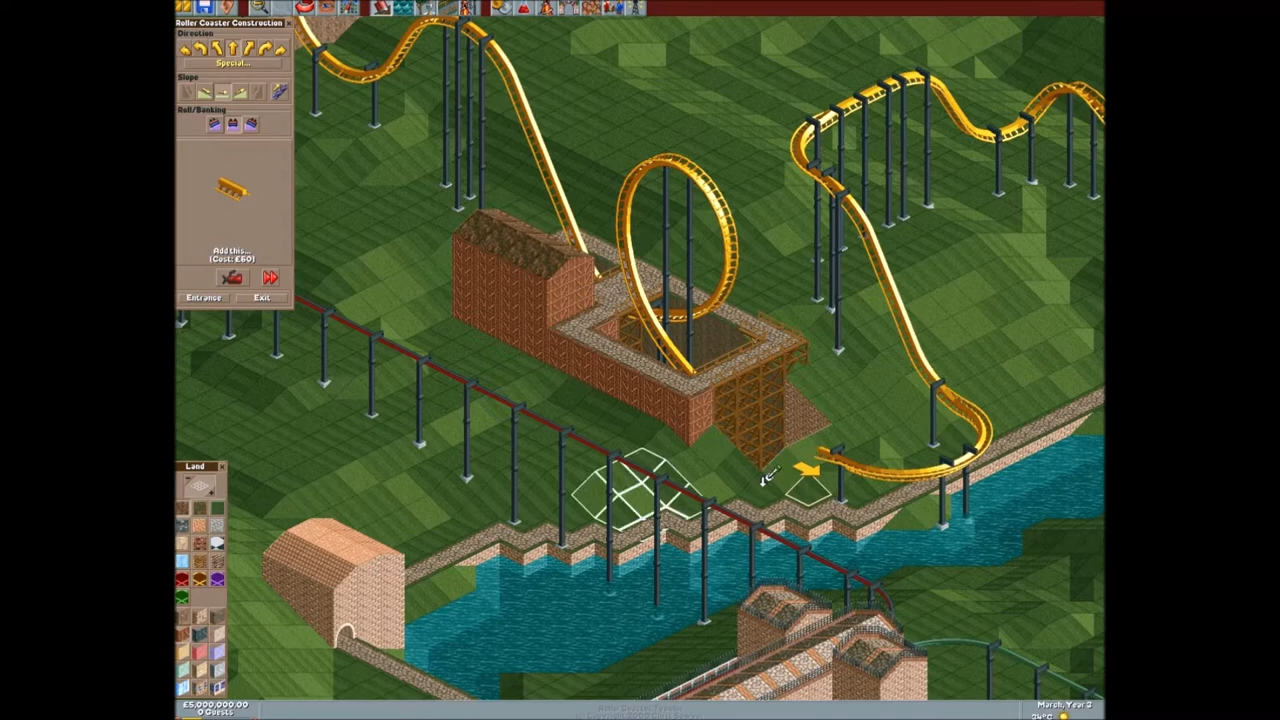 Roller Coaster Construction
Direction
Special...
Slope
Roll/Banking
Add this...
(Cost: £60)
Entrance
Exit
Land
£5,000,000.00
0 Guests
March, Year 3
24°C